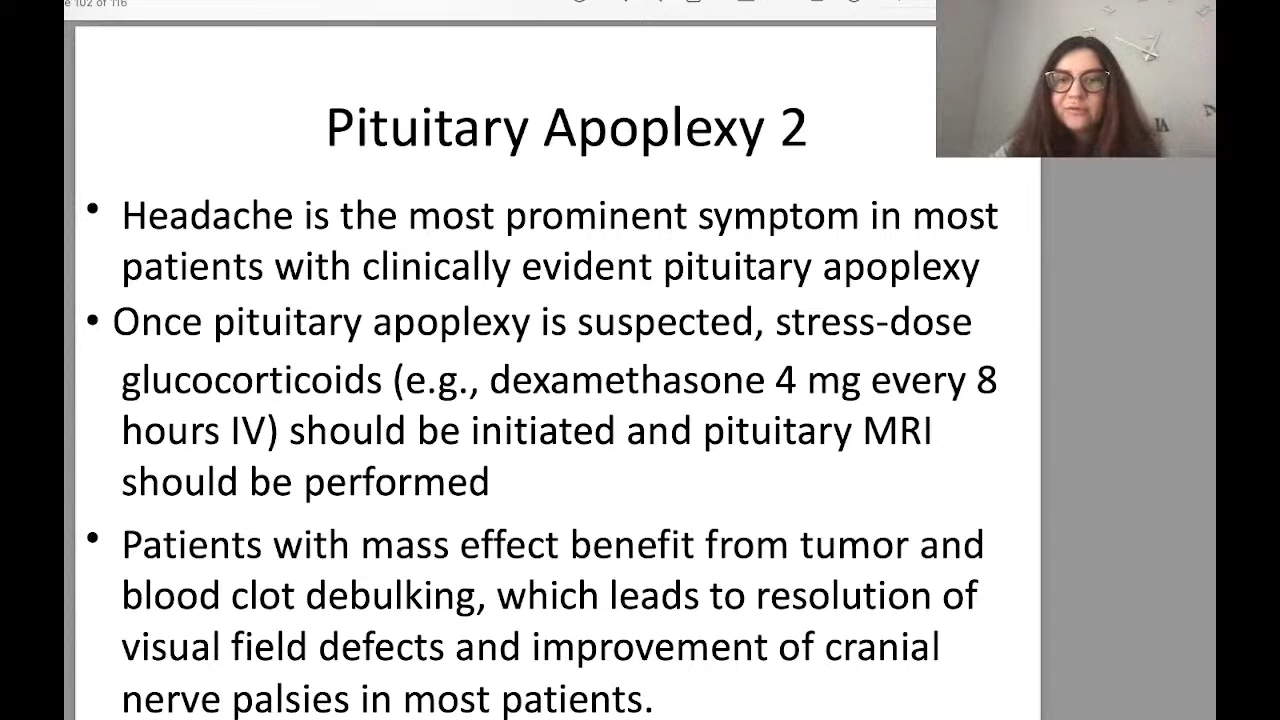 e 102 of 116
Pituitary Apoplexy 2
• Headache is the most prominent symptom in most
patients with clinically evident pituitary apoplexy
• Once pituitary apoplexy is suspected, stress-dose
glucocorticoids (e.g., dexamethasone 4 mg every 8
hours IV) should be initiated and pituitary MRI
should be performed
• Patients with mass effect benefit from tumor and
blood clot debulking, which leads to resolution of
visual field defects and improvement of cranial
nerve palsies in most patients.